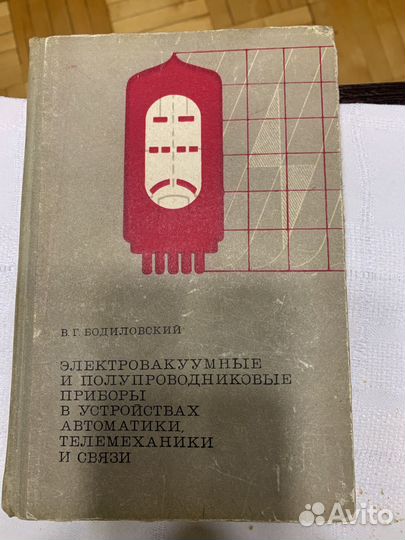 В. Г. БОДИЛОВСКИЙ
ЭЛЕКТРОВАКУУМНЫЕ
И ПОЛУПРОВОДНИКОВЫЕ
ПРИБОРЫ
В УСТРОЙСТВАХ
АВТОМАТИКИ,
ТЕЛЕМЕХАНИКИ
И СВЯЗИ
Avito